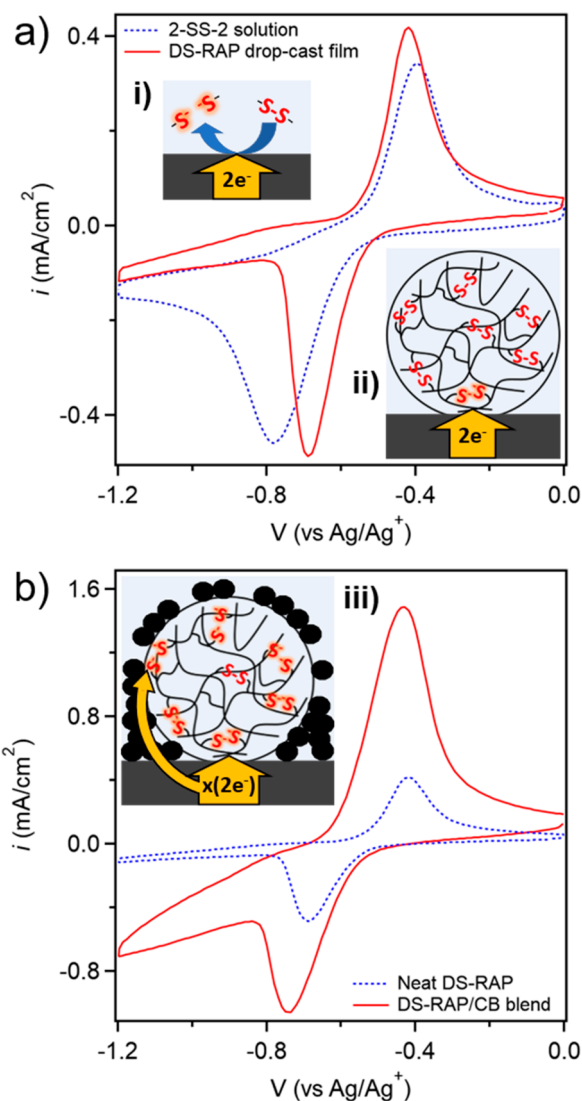 a)
2-SS-2 solution
DS-RAP drop-cast film
i)
S· ·S
S-S
2e⁻
ii)
S-S
S-S
S-S
S-S
S-S
S-S
S-S
2e⁻
0.4
0.0
-0.4
i (mA/cm²)
-1.2
-0.8
-0.4
0.0
V (vs Ag/Ag⁺)
b)
iii)
S-S
S-S
S-S
S-S
S-S
S-S
S-S
x(2e⁻)
1.6
0.8
0.0
-0.8
i (mA/cm²)
Neat DS-RAP
DS-RAP/CB blend
-1.2
-0.8
-0.4
0.0
V (vs Ag/Ag⁺)